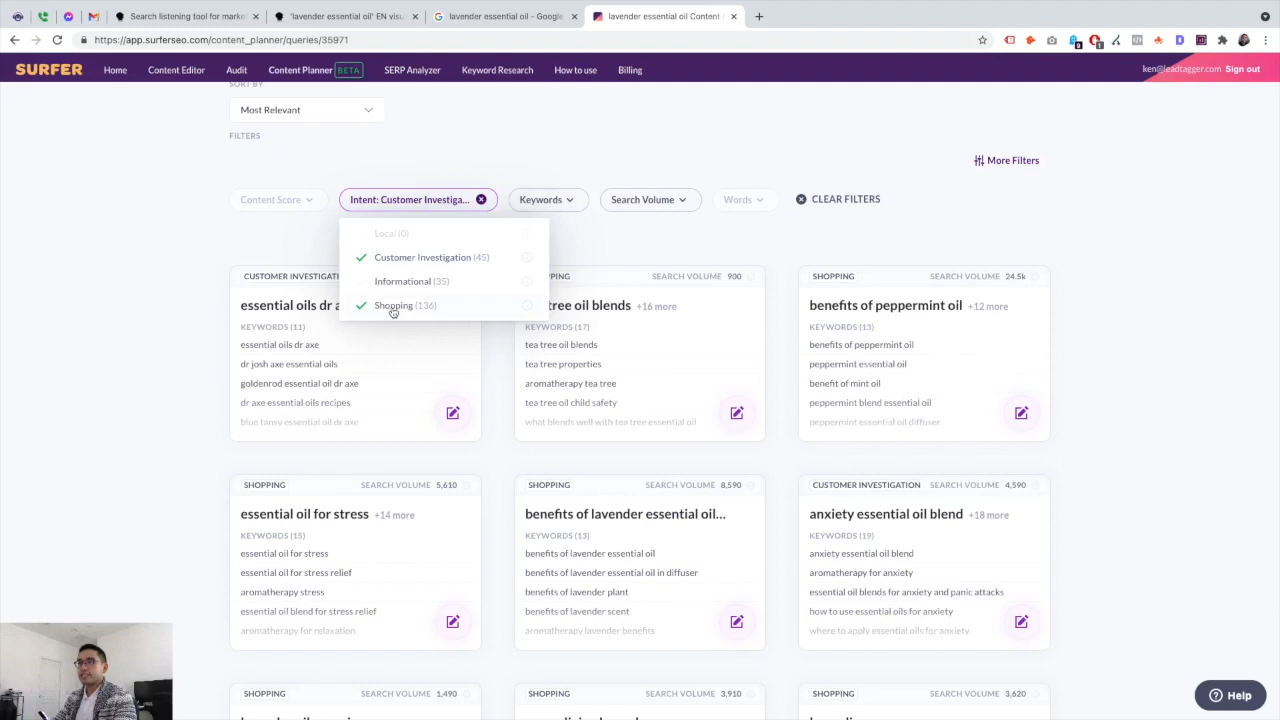 Search listening tool for marke
'lavender essential oil' EN visu
lavender essential oil - Google
lavender essential oil Content
https://app.surferseo.com/content_planner/queries/35971
SURFER
Home
Content Editor
Audit
Content Planner BETA
SERP Analyzer
Keyword Research
How to use
Billing
ken@leadtagger.com Sign out
SORT BY
Most Relevant
FILTERS
More Filters
Content Score
Intent: Customer Investiga...
Keywords
Search Volume
Words
CLEAR FILTERS
Local (0)
Customer Investigation (45)
Informational (35)
Shopping (136)
CUSTOMER INVESTIGATI
essential oils dr a
KEYWORDS (11)
essential oils dr axe
dr josh axe essential oils
goldenrod essential oil dr axe
dr axe essential oils recipes
blue tansy essential oil dr axe
PPING SEARCH VOLUME 900
tree oil blends +16 more
KEYWORDS (17)
tea tree oil blends
tea tree properties
aromatherapy tea tree
tea tree oil child safety
what blends well with tea tree essential oil
SHOPPING SEARCH VOLUME 24.5k
benefits of peppermint oil +12 more
KEYWORDS (13)
benefits of peppermint oil
peppermint essential oil
benefit of mint oil
peppermint blend essential oil
peppermint essential oil diffuser
SHOPPING SEARCH VOLUME 5,610
essential oil for stress +14 more
KEYWORDS (15)
essential oil for stress
essential oil for stress relief
aromatherapy stress
essential oil blend for stress relief
aromatherapy for relaxation
SHOPPING SEARCH VOLUME 8,590
benefits of lavender essential oil...
KEYWORDS (13)
benefits of lavender essential oil
benefits of lavender essential oil in diffuser
benefits of lavender plant
benefits of lavender scent
aromatherapy lavender benefits
CUSTOMER INVESTIGATION SEARCH VOLUME 4,590
anxiety essential oil blend +18 more
KEYWORDS (19)
anxiety essential oil blend
aromatherapy for anxiety
essential oil blends for anxiety and panic attacks
how to use essential oils for anxiety
where to apply essential oils for anxiety
SHOPPING SEARCH VOLUME 1,490
SHOPPING SEARCH VOLUME 3,910
SHOPPING SEARCH VOLUME 3,620
Help